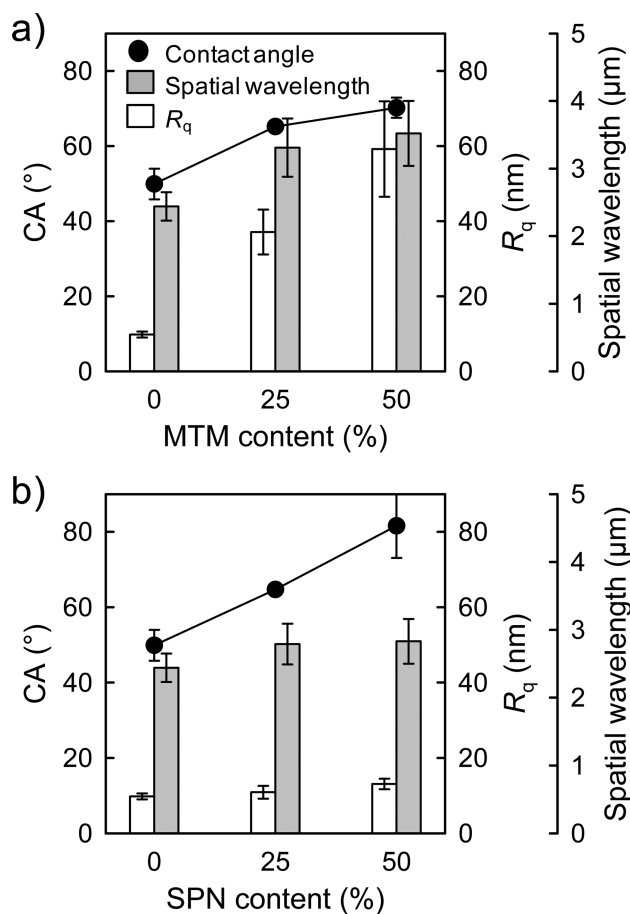 a)
Contact angle
Spatial wavelength
Rq
80
60
40
20
0
CA (°)
80
60
40
20
0
Rq (nm)
5
4
3
2
1
0
Spatial wavelength (µm)
0 25 50
MTM content (%)
b)
80
60
40
20
0
CA (°)
80
60
40
20
0
Rq (nm)
5
4
3
2
1
0
Spatial wavelength (µm)
0 25 50
SPN content (%)